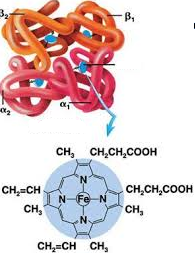 β₂ β₁
α₂ α₁
CH₃ CH₂CH₂COOH
CH₂=CH CH₂CH₂COOH
N
N Fe N
N
CH₃ CH₃
CH₂=CH CH₃